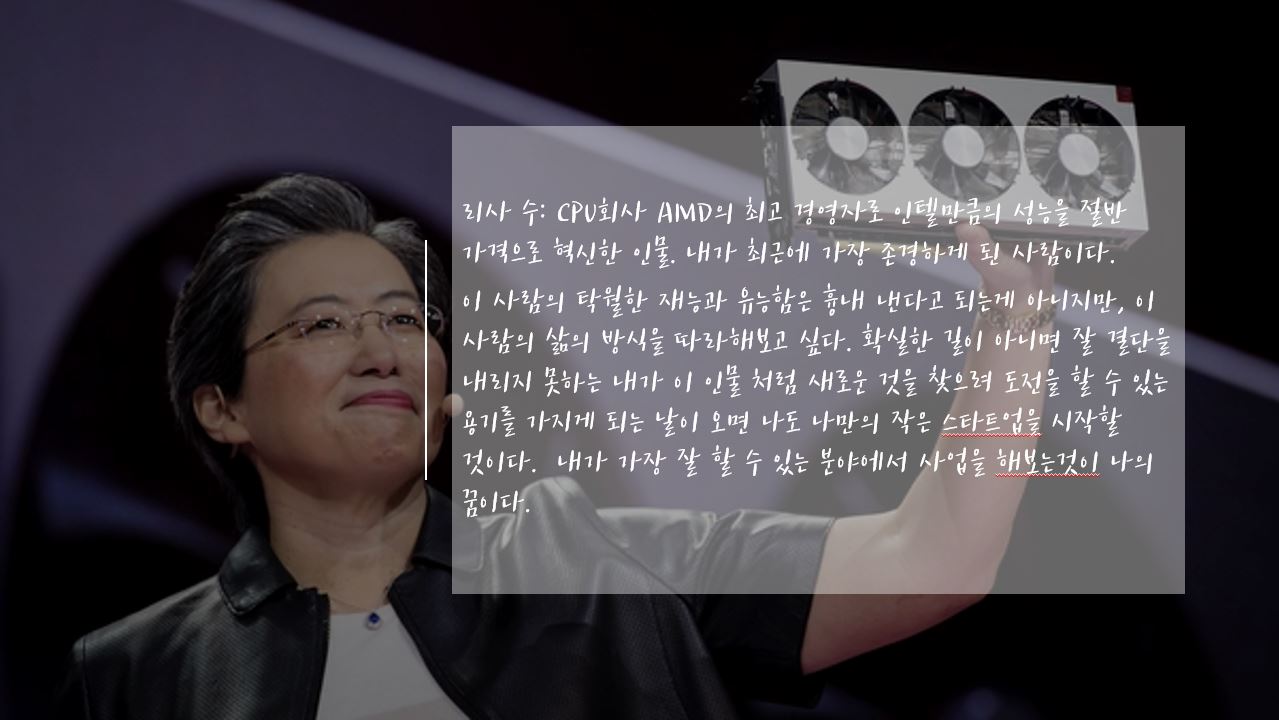 리사 수: CPU회사 AMD의 최고 경영자로 인텔만큼의 성능을 절반
가격으로 혁신한 인물. 내가 최근에 가장 존경하게 된 사람이다.
이 사람의 탁월한 재능과 유능함은 흉내 낸다고 되는게 아니지만, 이
사람의 삶의 방식을 따라해보고 싶다. 확실한 길이 아니면 잘 결단을
내리지 못하는 내가 이 인물 처럼 새로운 것을 찾으려 도전을 할 수 있는
용기를 가지게 되는 날이 오면 나도 나만의 작은 스타트업을 시작할
것이다. 내가 가장 잘 할 수 있는 분야에서 사업을 해보는것이 나의
꿈이다.